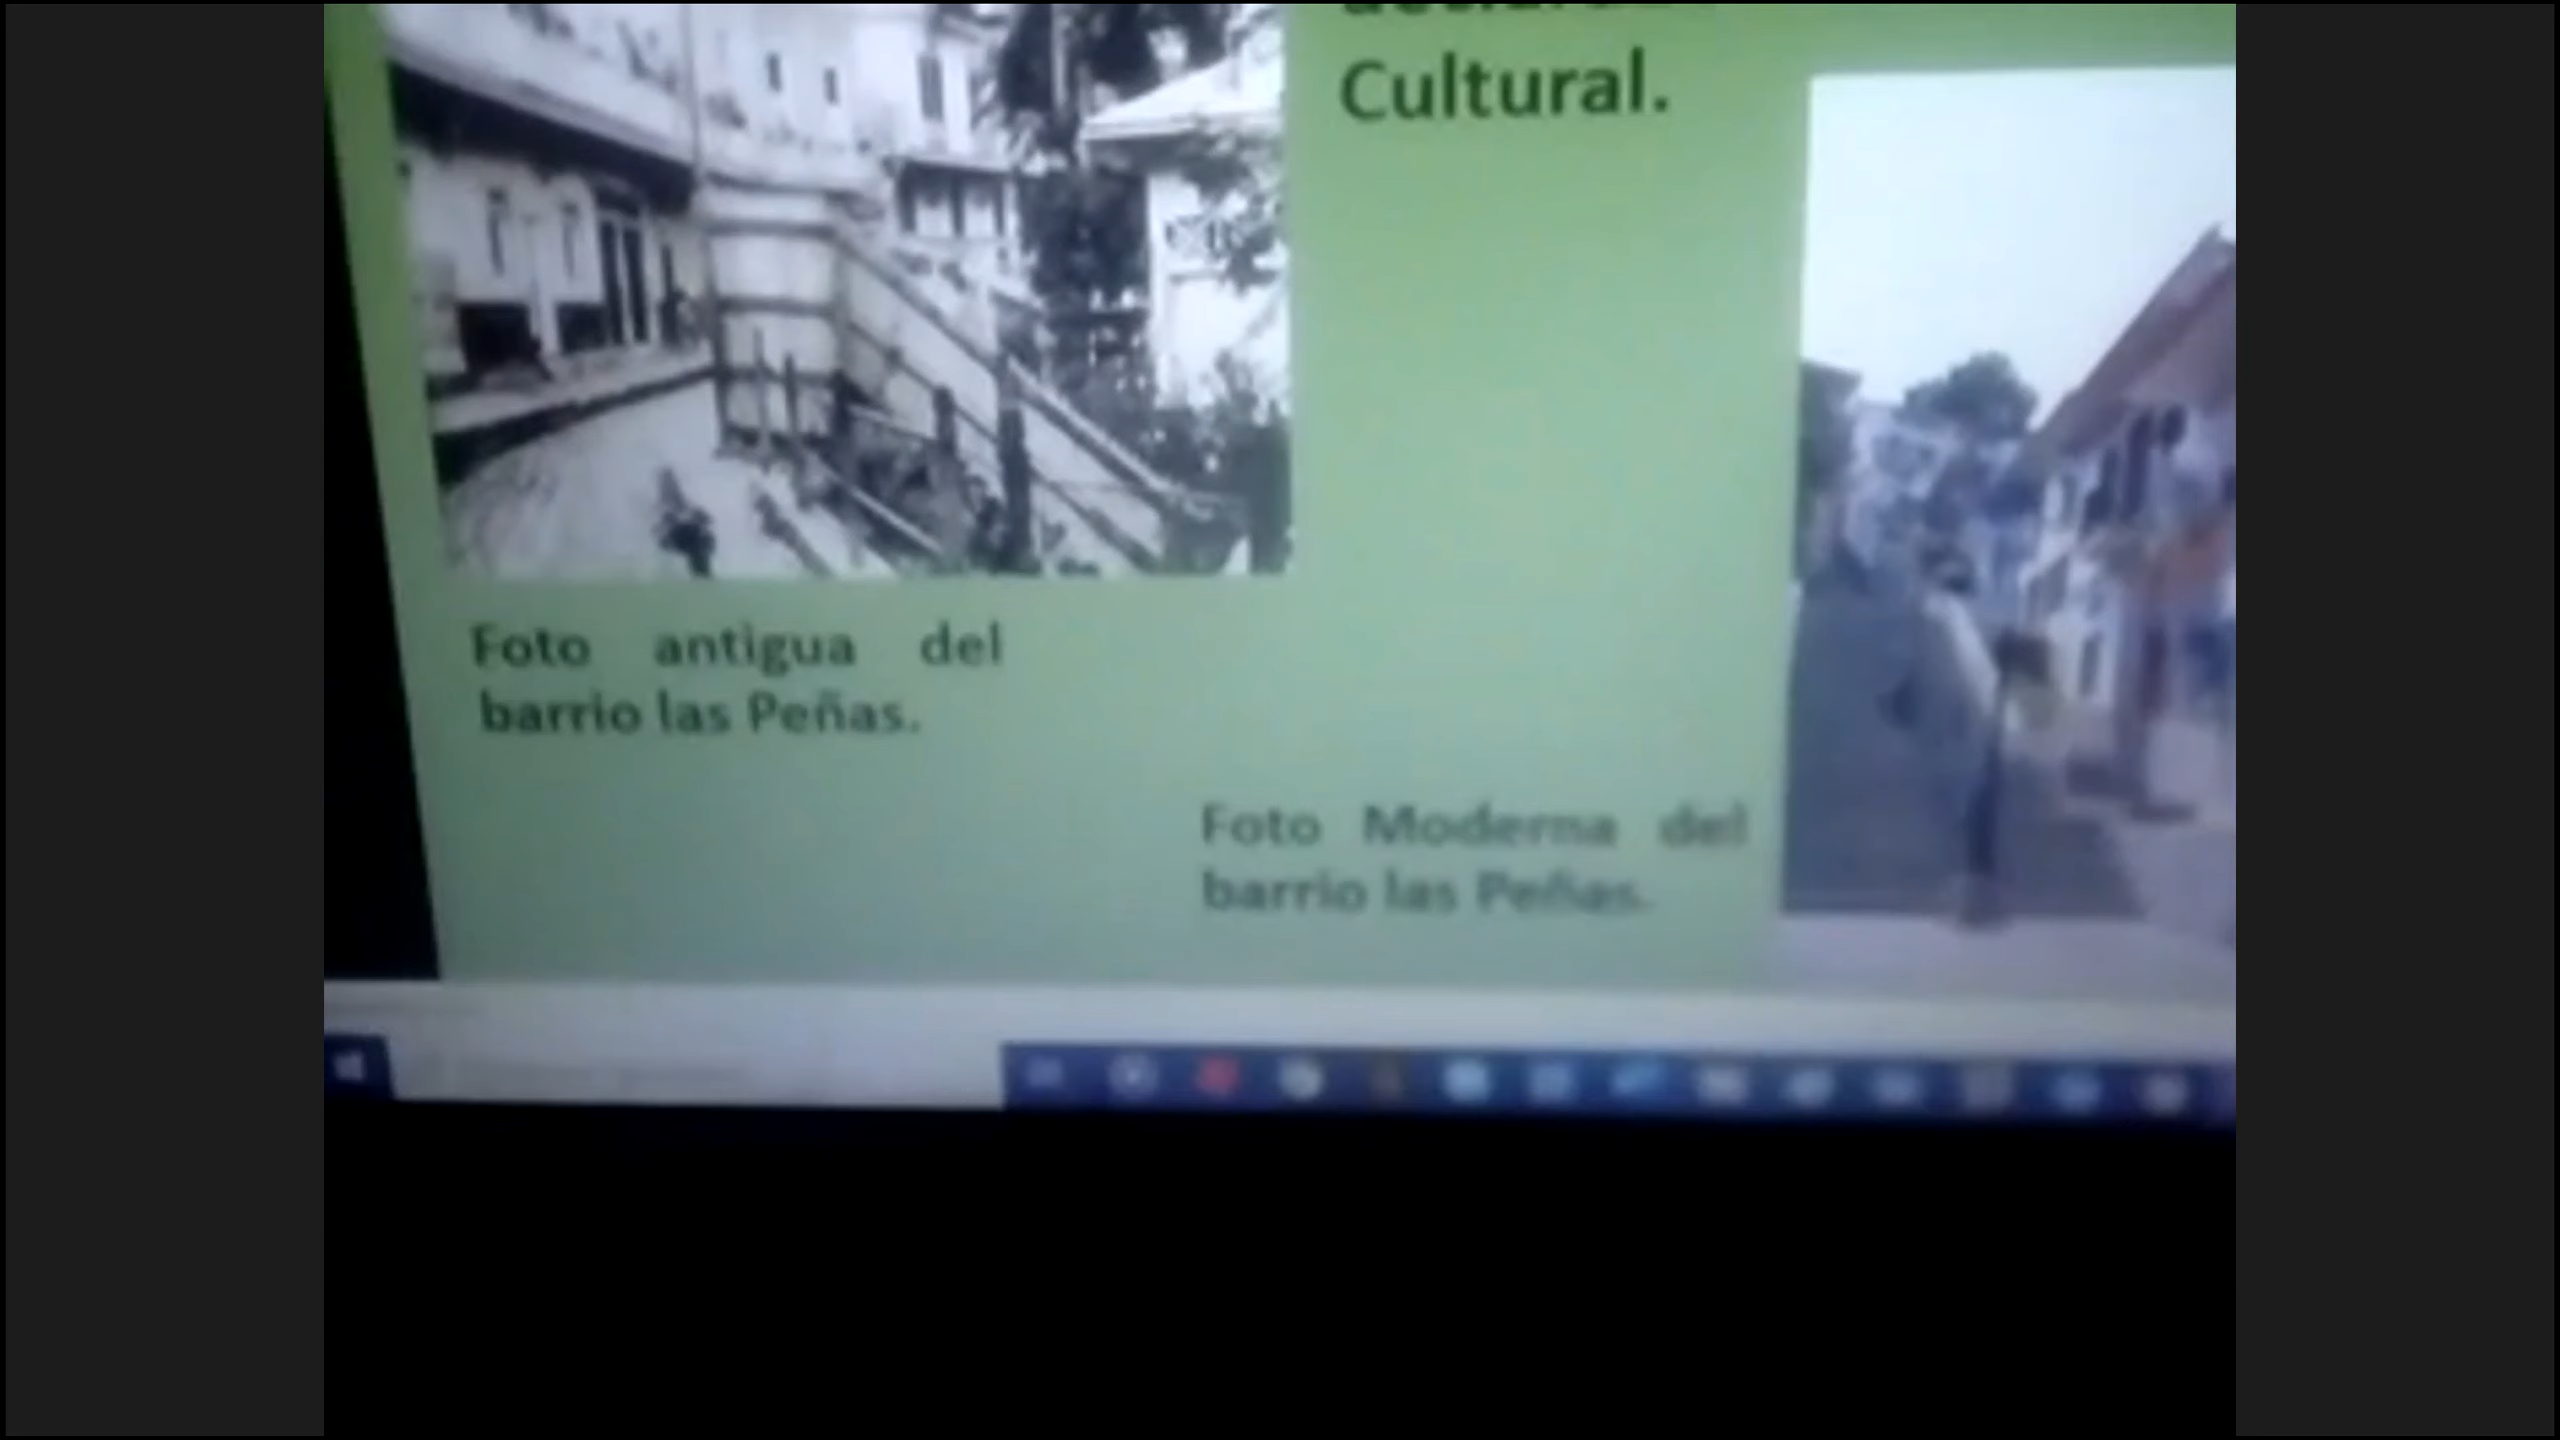 Cultural.
Foto antigua del
barrio las Peñas.
Foto Moderna del
barrio las Peñas.